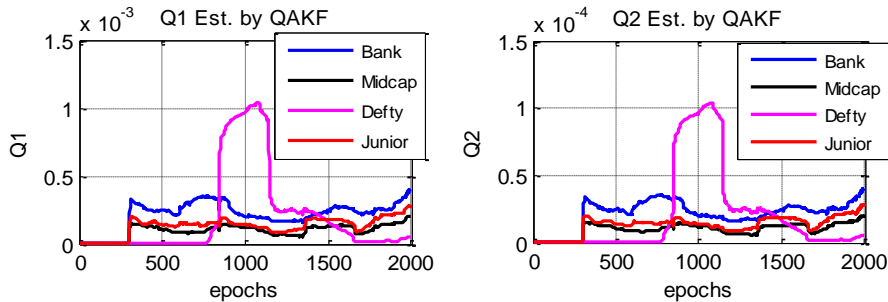 x 10^-3
Q1 Est. by QAKF
Q1
1.5
1
0.5
0
0
500
1000
1500
2000
epochs
Bank
Midcap
Defty
Junior
x 10^-4
Q2 Est. by QAKF
Q2
1.5
1
0.5
0
0
500
1000
1500
2000
epochs
Bank
Midcap
Defty
Junior